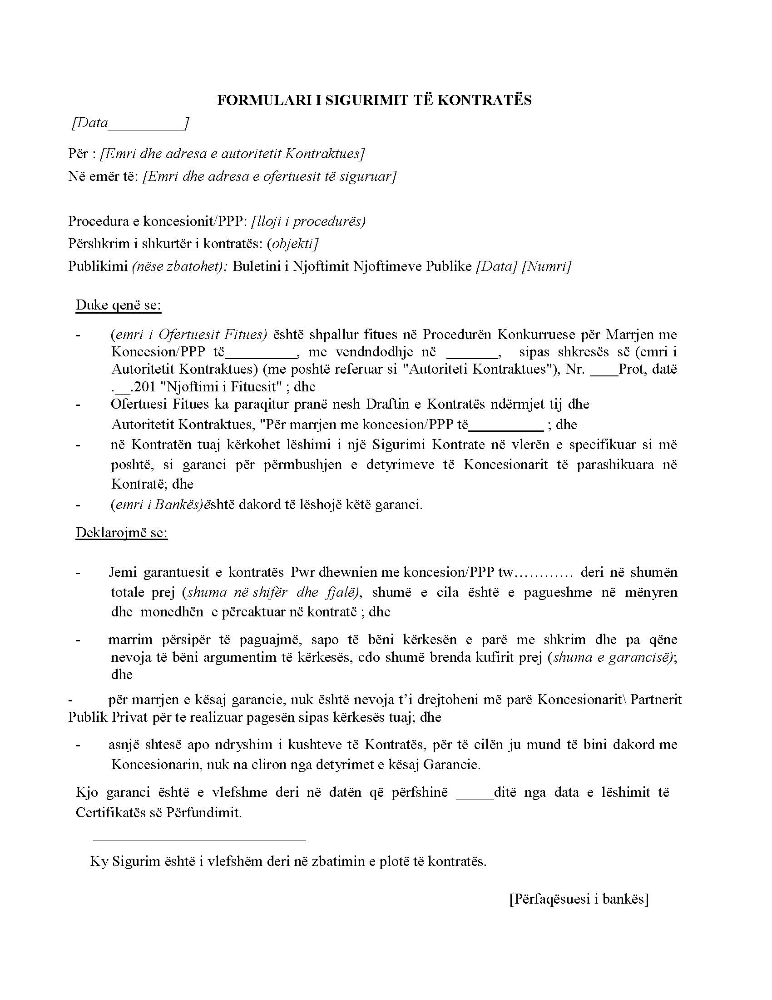 FORMULARI I SIGURIMIT TË KONTRATËS
[Data__________]
Për : [Emri dhe adresa e autoritetit Kontraktues]
Në emër të: [Emri dhe adresa e ofertuesit të siguruar]
Procedura e koncesionit/PPP: [lloji i procedurës)
Përshkrim i shkurtër i kontratës: (objekti]
Publikimi (nëse zbatohet): Buletini i Njoftimit Njoftimeve Publike [Data] [Numri]
Duke qenë se:
- (emri i Ofertuesit Fitues) është shpallur fitues në Procedurën Konkurruese për Marrjen me
Koncesion/PPP të__________, me vendndodhje në _______, sipas shkresës së (emri i
Autoritetit Kontraktues) (me poshtë referuar si "Autoriteti Kontraktues"), Nr. ____Prot, datë
.__.201 "Njoftimi i Fituesit" ; dhe
- Ofertuesi Fitues ka paraqitur pranë nesh Draftin e Kontratës ndërmjet tij dhe
Autoritetit Kontraktues, "Për marrjen me koncesion/PPP të__________ ; dhe
- në Kontratën tuaj kërkohet lëshimi i një Sigurimi Kontrate në vlerën e specifikuar si më
poshtë, si garanci për përmbushjen e detyrimeve të Koncesionarit të parashikuara në
Kontratë; dhe
- (emri i Bankës)është dakord të lëshojë këtë garanci.
Deklarojmë se:
- Jemi garantuesit e kontratës Pwr dhewnien me koncesion/PPP tw………… deri në shumën
totale prej (shuma në shifër dhe fjalë), shumë e cila është e pagueshme në mënyren
dhe monedhën e përcaktuar në kontratë ; dhe
- marrim përsipër të paguajmë, sapo të bëni kërkesën e parë me shkrim dhe pa qëne
nevoja të bëni argumentim të kërkesës, cdo shumë brenda kufirit prej (shuma e garancisë);
dhe
- për marrjen e kësaj garancie, nuk është nevoja t’i drejtoheni më parë Koncesionarit\ Partnerit
Publik Privat për te realizuar pagesën sipas kërkesës tuaj; dhe
- asnjë shtesë apo ndryshim i kushteve të Kontratës, për të cilën ju mund të bini dakord me
Koncesionarin, nuk na cliron nga detyrimet e kësaj Garancie.
Kjo garanci është e vlefshme deri në datën që përfshinë _____ditë nga data e lëshimit të
Certifikatës së Përfundimit.
____________________________
Ky Sigurim është i vlefshëm deri në zbatimin e plotë të kontratës.
[Përfaqësuesi i bankës]